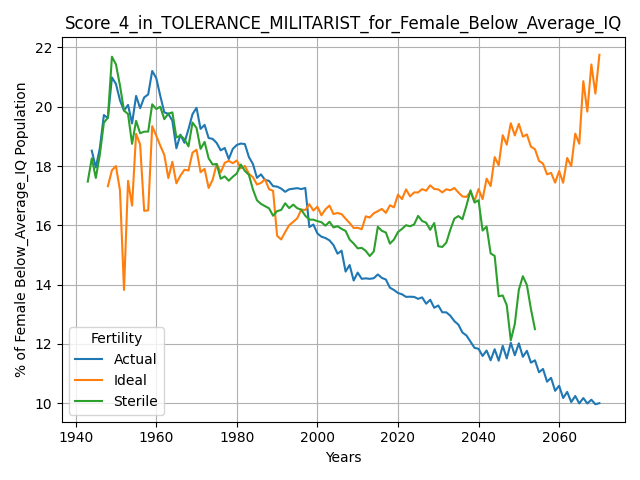 Score_4_in_TOLERANCE_MILITARIST_for_Female_Below_Average_IQ
% of Female Below_Average_IQ Population
22
20
18
16
14
12
10
Fertility
Actual
Ideal
Sterile
1940
1960
1980
2000
2020
2040
2060
Years